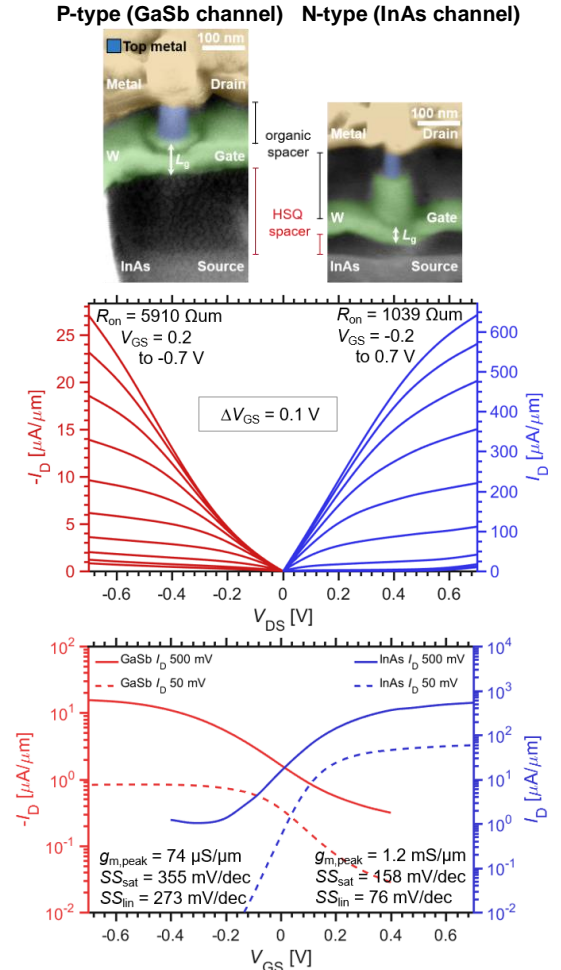 P-type (GaSb channel) N-type (InAs channel)
Top metal
100 nm
Metal Drain
W Gate
Lg
InAs Source
organic
spacer
HSQ
spacer
100 nm
Metal Drain
W Gate
Lg
InAs Source
Ron = 5910 Ωum
VGS = 0.2
to -0.7 V
Ron = 1039 Ωum
VGS = -0.2
to 0.7 V
ΔVGS = 0.1 V
-ID [µA/µm]
25
20
15
10
5
0
ID [µA/µm]
600
500
400
300
200
100
0
-0.6 -0.4 -0.2 0 0.2 0.4 0.6
VDS [V]
GaSb ID 500 mV
GaSb ID 50 mV
InAs ID 500 mV
InAs ID 50 mV
-ID [µA/µm]
10²
10¹
10⁰
10⁻¹
10⁻²
ID [µA/µm]
10⁴
10³
10²
10¹
10⁰
10⁻¹
10⁻²
gm,peak = 74 µS/µm
SSsat = 355 mV/dec
SSlin = 273 mV/dec
gm,peak = 1.2 mS/µm
SSsat = 158 mV/dec
SSlin = 76 mV/dec
-0.6 -0.4 -0.2 0 0.2 0.4 0.6
VGS [V]